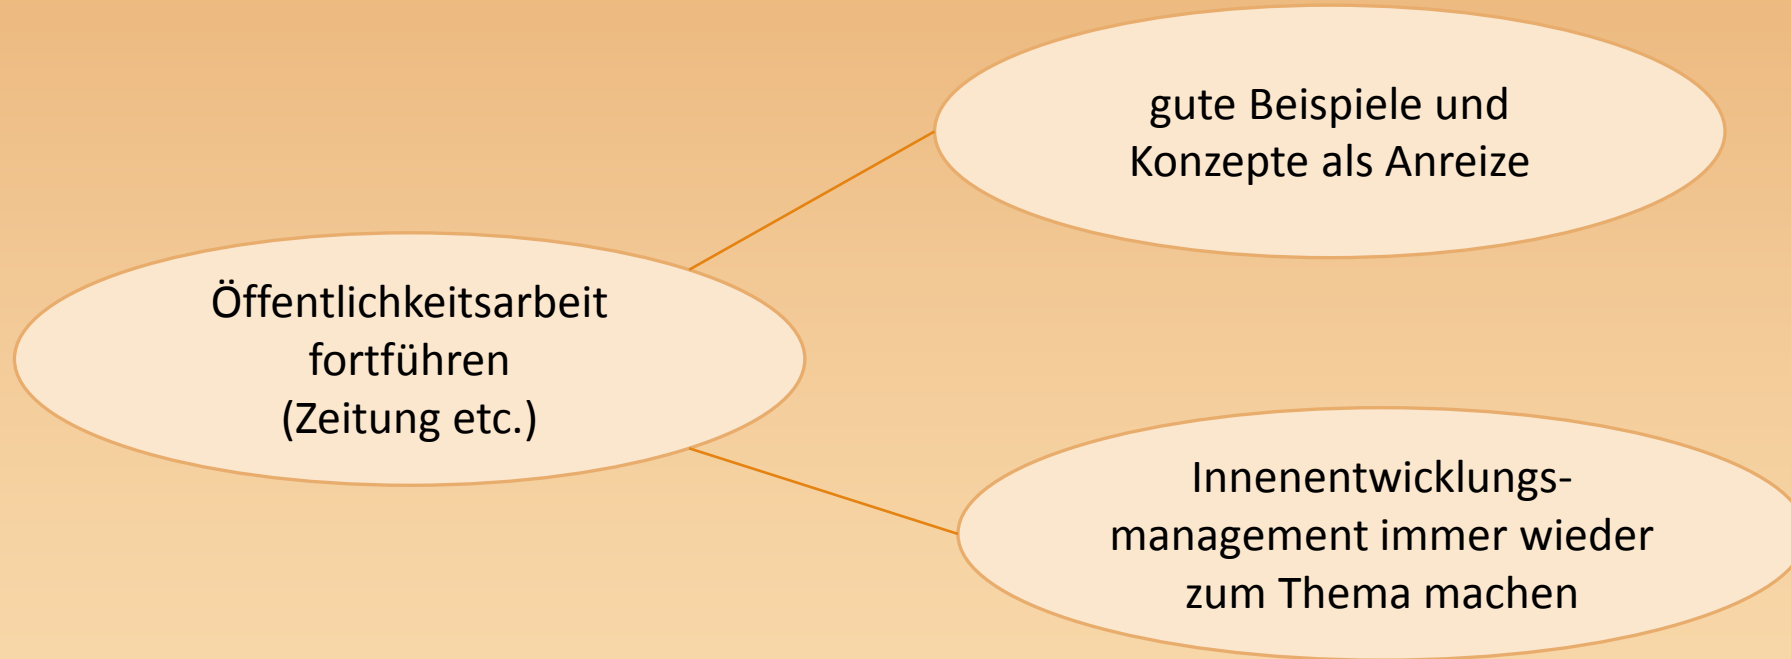 gute Beispiele und
Konzepte als Anreize
Öffentlichkeitsarbeit
fortführen
(Zeitung etc.)
Innenentwicklungs-
management immer wieder
zum Thema machen